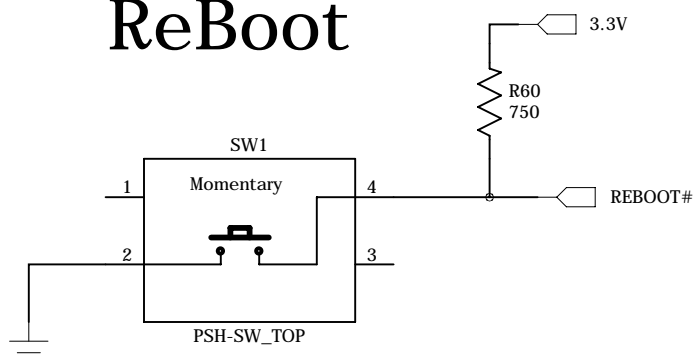 ReBoot
3.3V
R60
750
SW1
1
Momentary
4
REBOOT#
2
3
PSH-SW_TOP